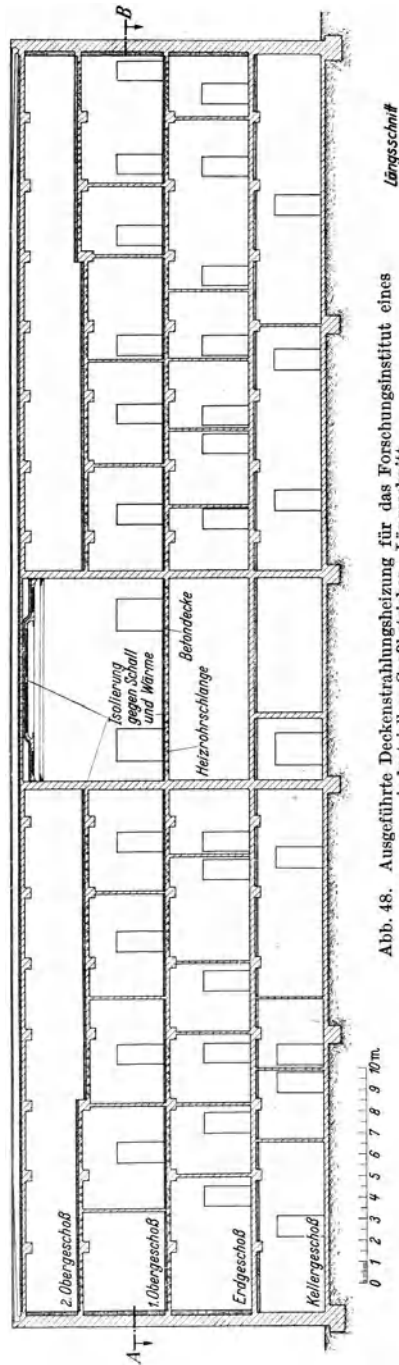 B
Isolierung
gegen Schall
und Wärme
Heizrohrschlange
Betondecke
2. Obergeschoß
1. Obergeschoß
Erdgeschoß
Kellergeschoß
A
0 1 2 3 4 5 6 7 8 9 10 m.
Längsschnitt
Abb. 48. Ausgeführte Deckenstrahlungsheizung für das Forschungsinstitut eines